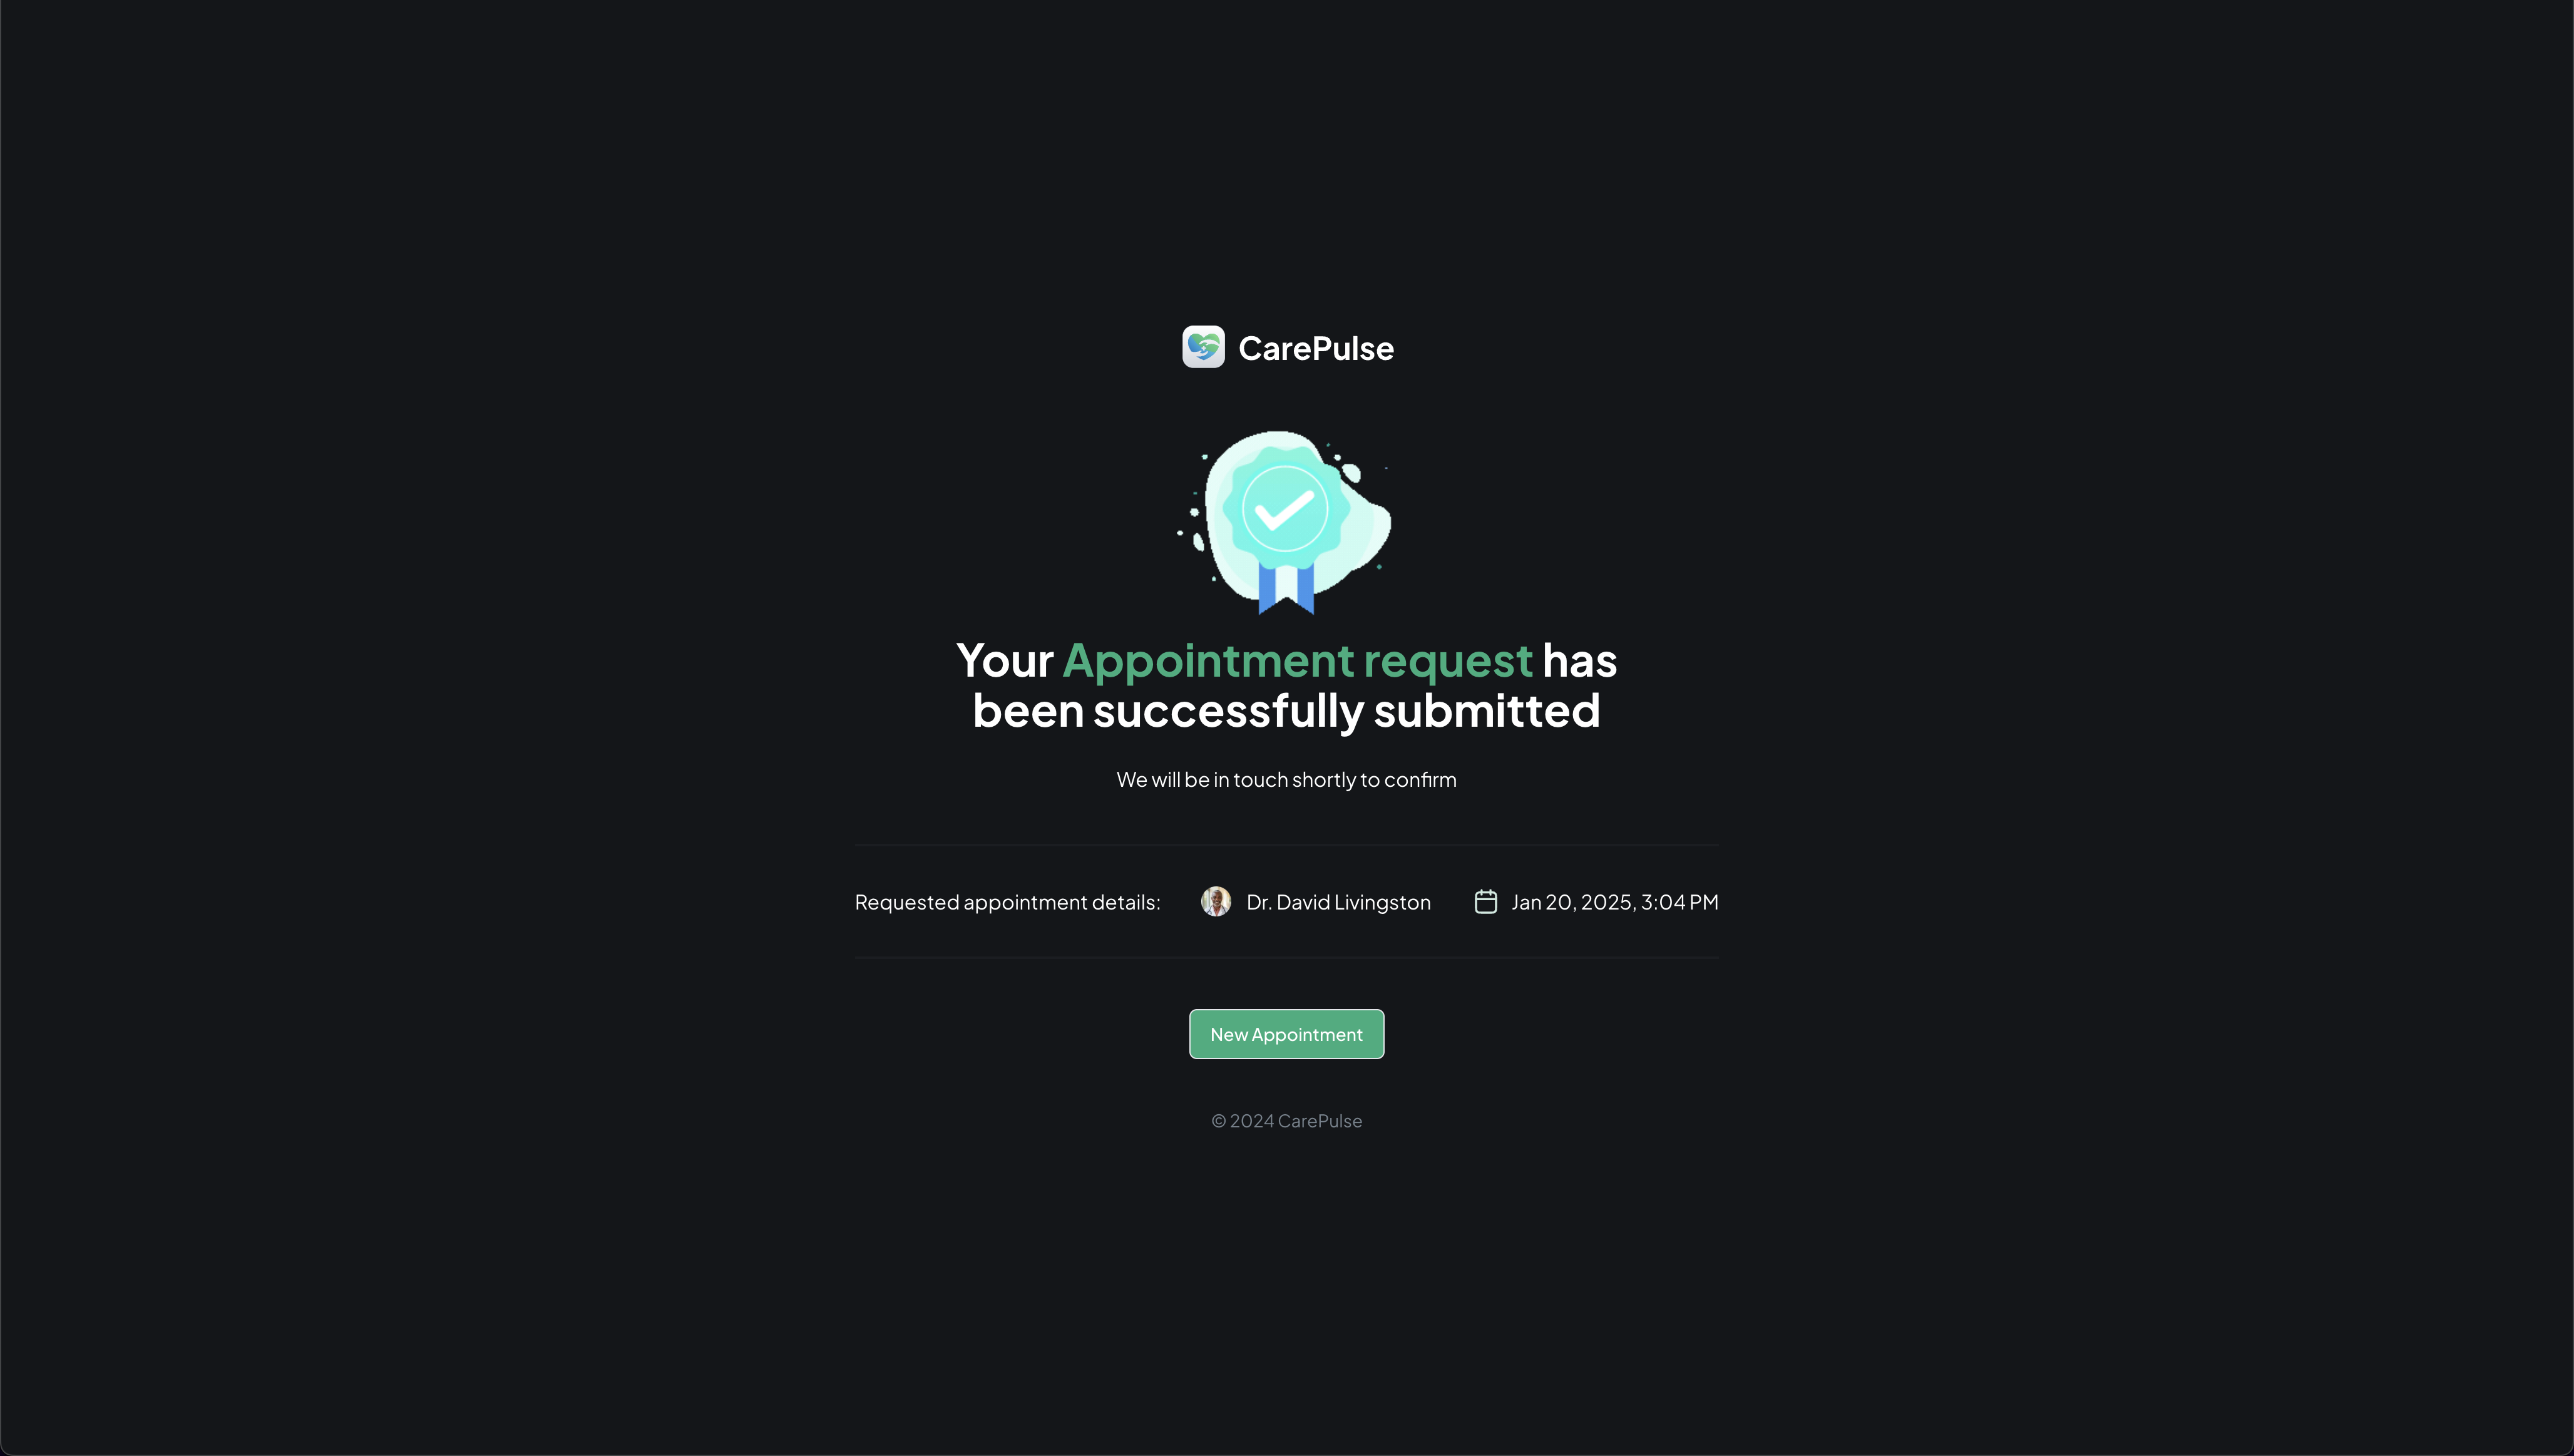 CarePulse
Your Appointment request has
been successfully submitted
We will be in touch shortly to confirm
Requested appointment details: Dr. David Livingston Jan 20, 2025, 3:04 PM
New Appointment
© 2024 CarePulse